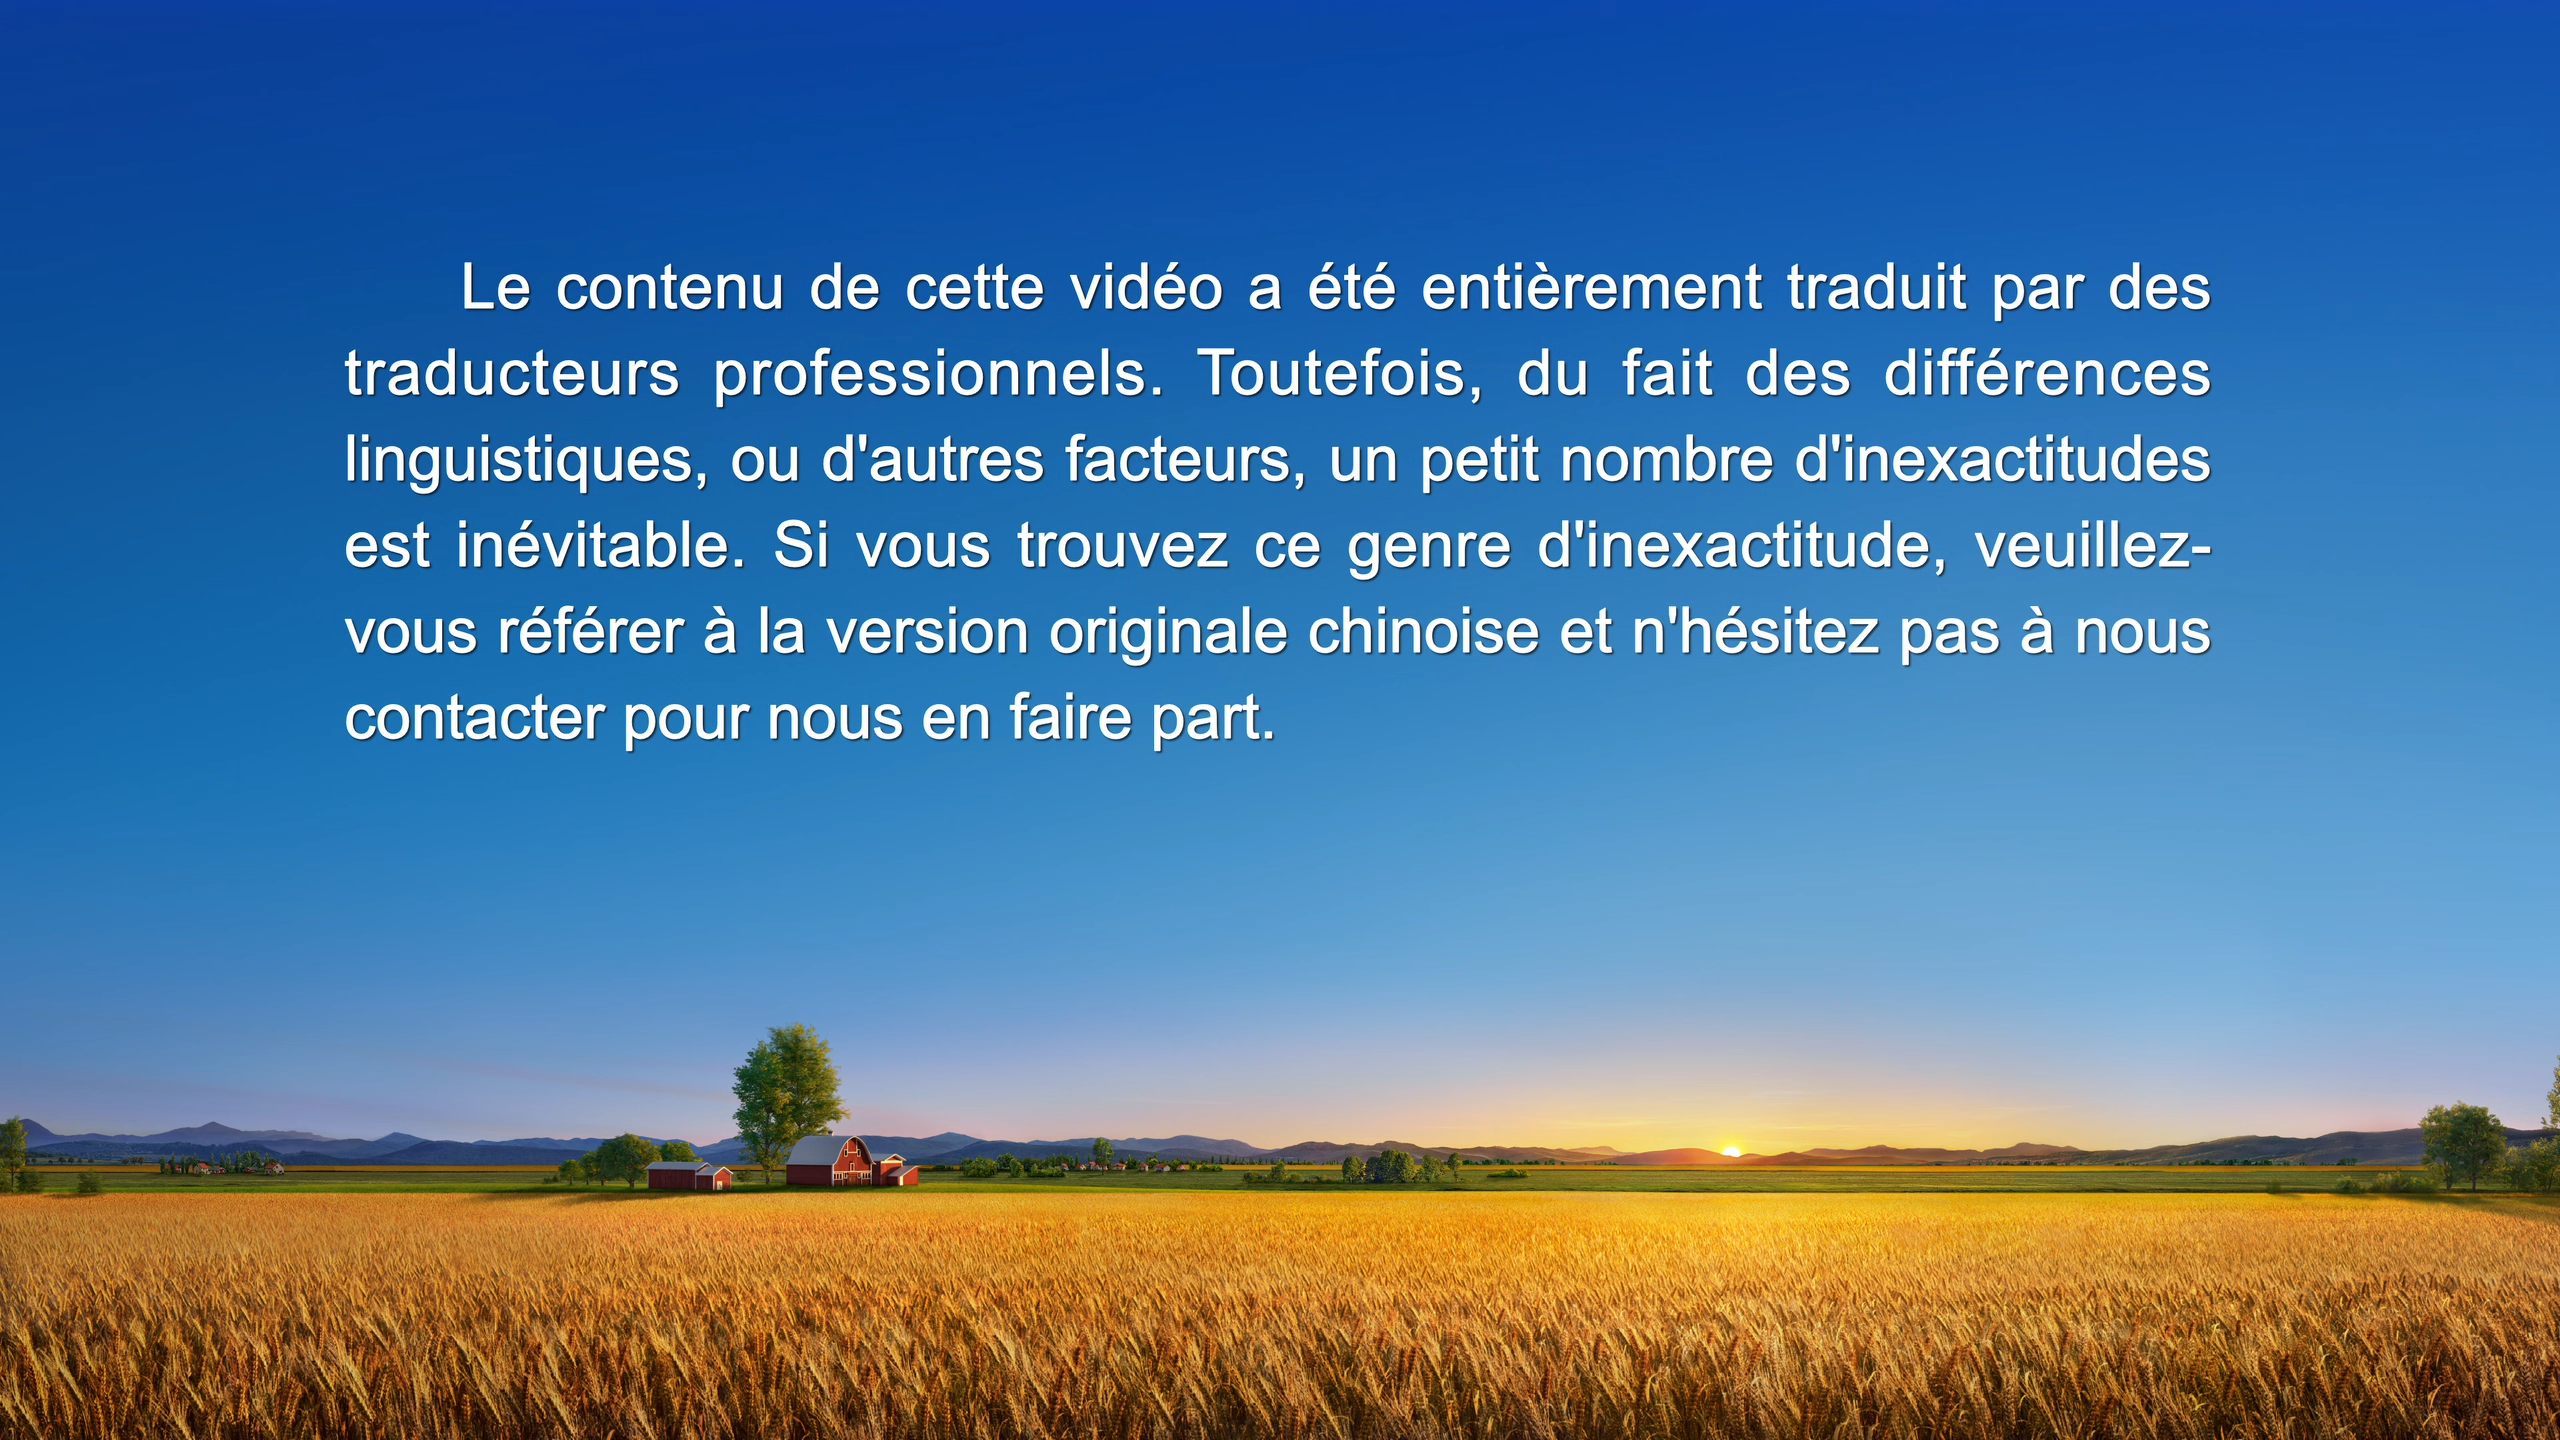 Le contenu de cette vidéo a été entièrement traduit par des
traducteurs professionnels. Toutefois, du fait des différences
linguistiques, ou d'autres facteurs, un petit nombre d'inexactitudes
est inévitable. Si vous trouvez ce genre d'inexactitude, veuillez-
vous référer à la version originale chinoise et n'hésitez pas à nous
contacter pour nous en faire part.